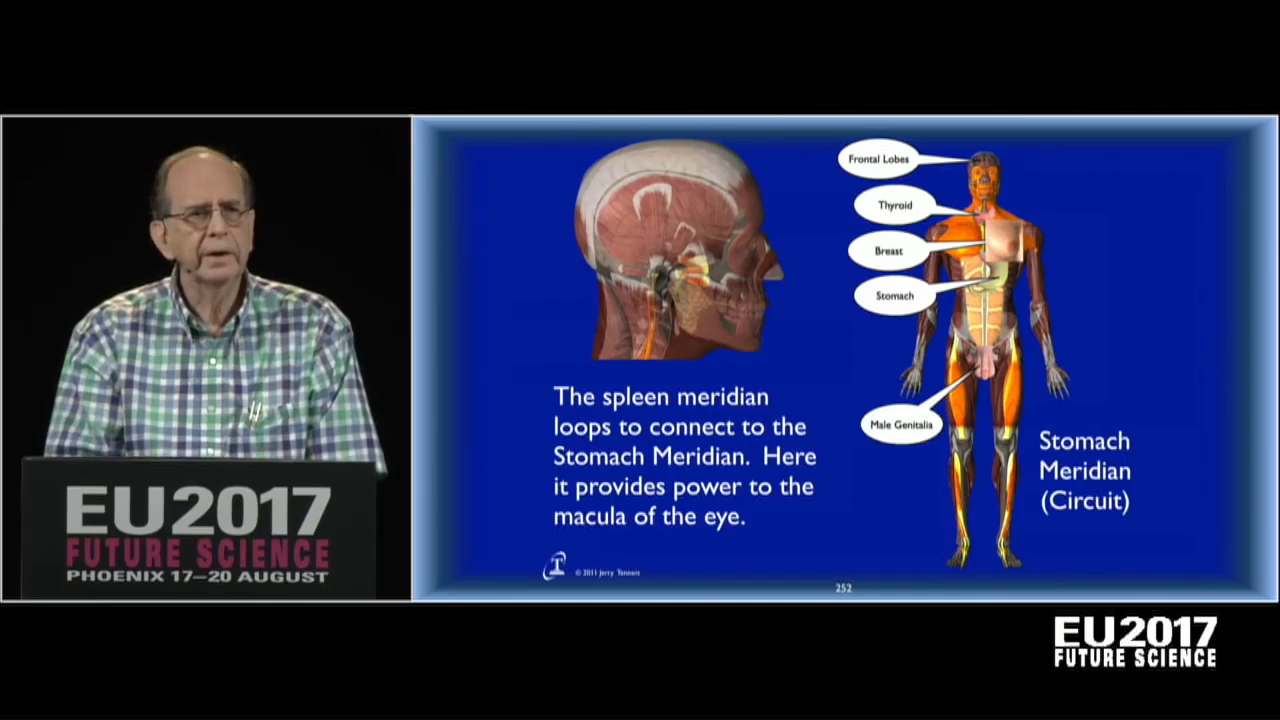 EU2017
FUTURE SCIENCE
PHOENIX 17–20 AUGUST
Frontal Lobes
Thyroid
Breast
Stomach
Male Genitalia
The spleen meridian
loops to connect to the
Stomach Meridian. Here
it provides power to the
macula of the eye.
Stomach
Meridian
(Circuit)
T
© 2011 Jerry Tennant
252
EU2017
FUTURE SCIENCE